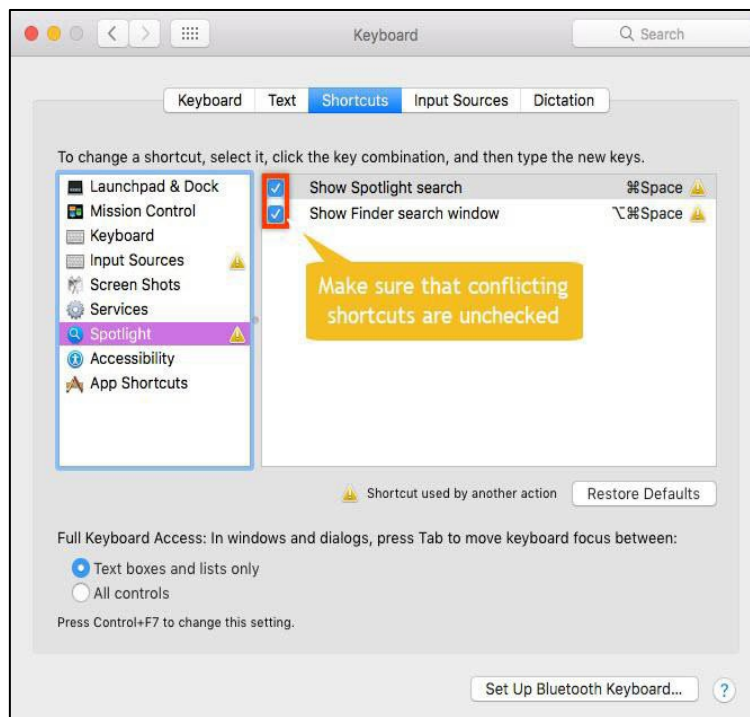 Keyboard
Search
Keyboard Text Shortcuts Input Sources Dictation
To change a shortcut, select it, click the key combination, and then type the new keys.
Launchpad & Dock
Mission Control
Keyboard
Input Sources
Screen Shots
Services
Spotlight
Accessibility
App Shortcuts
Show Spotlight search ⌘Space
Show Finder search window ⌥⌘Space
Make sure that conflicting
shortcuts are unchecked
Shortcut used by another action
Restore Defaults
Full Keyboard Access: In windows and dialogs, press Tab to move keyboard focus between:
Text boxes and lists only
All controls
Press Control+F7 to change this setting.
Set Up Bluetooth Keyboard...
?